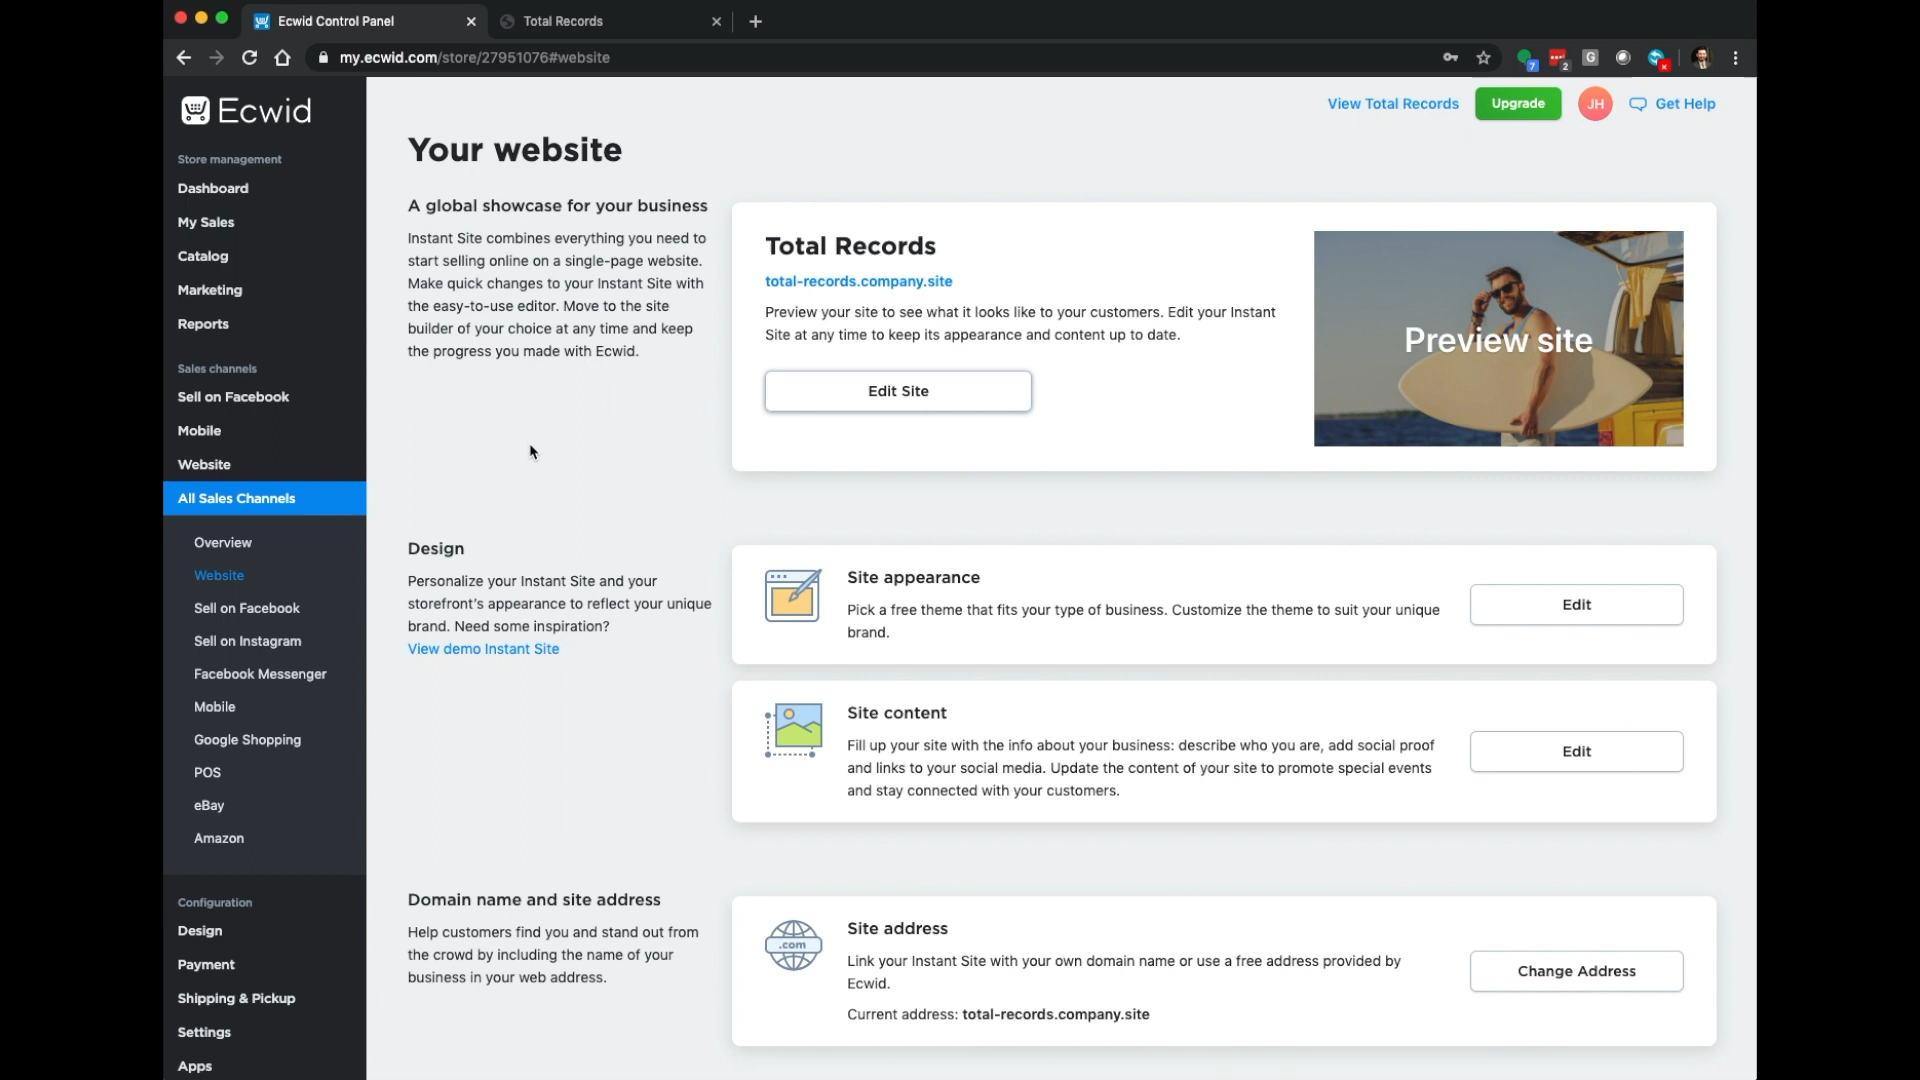 Ecwid Control Panel
Total Records
my.ecwid.com/store/27951076#website
7
2
G
Ecwid
View Total Records
Upgrade
JH
Get Help
Your website
Store management
Dashboard
My Sales
Catalog
Marketing
Reports
Sales channels
Sell on Facebook
Mobile
Website
All Sales Channels
Overview
Website
Sell on Facebook
Sell on Instagram
Facebook Messenger
Mobile
Google Shopping
POS
eBay
Amazon
Configuration
Design
Payment
Shipping & Pickup
Settings
Apps
A global showcase for your business
Instant Site combines everything you need to
start selling online on a single-page website.
Make quick changes to your Instant Site with
the easy-to-use editor. Move to the site
builder of your choice at any time and keep
the progress you made with Ecwid.
Total Records
total-records.company.site
Preview your site to see what it looks like to your customers. Edit your Instant
Site at any time to keep its appearance and content up to date.
Edit Site
Preview site
Design
Personalize your Instant Site and your
storefront's appearance to reflect your unique
brand. Need some inspiration?
View demo Instant Site
Site appearance
Pick a free theme that fits your type of business. Customize the theme to suit your unique
brand.
Edit
Site content
Fill up your site with the info about your business: describe who you are, add social proof
and links to your social media. Update the content of your site to promote special events
and stay connected with your customers.
Edit
Domain name and site address
Help customers find you and stand out from
the crowd by including the name of your
business in your web address.
.com
Site address
Link your Instant Site with your own domain name or use a free address provided by
Ecwid.
Current address: total-records.company.site
Change Address